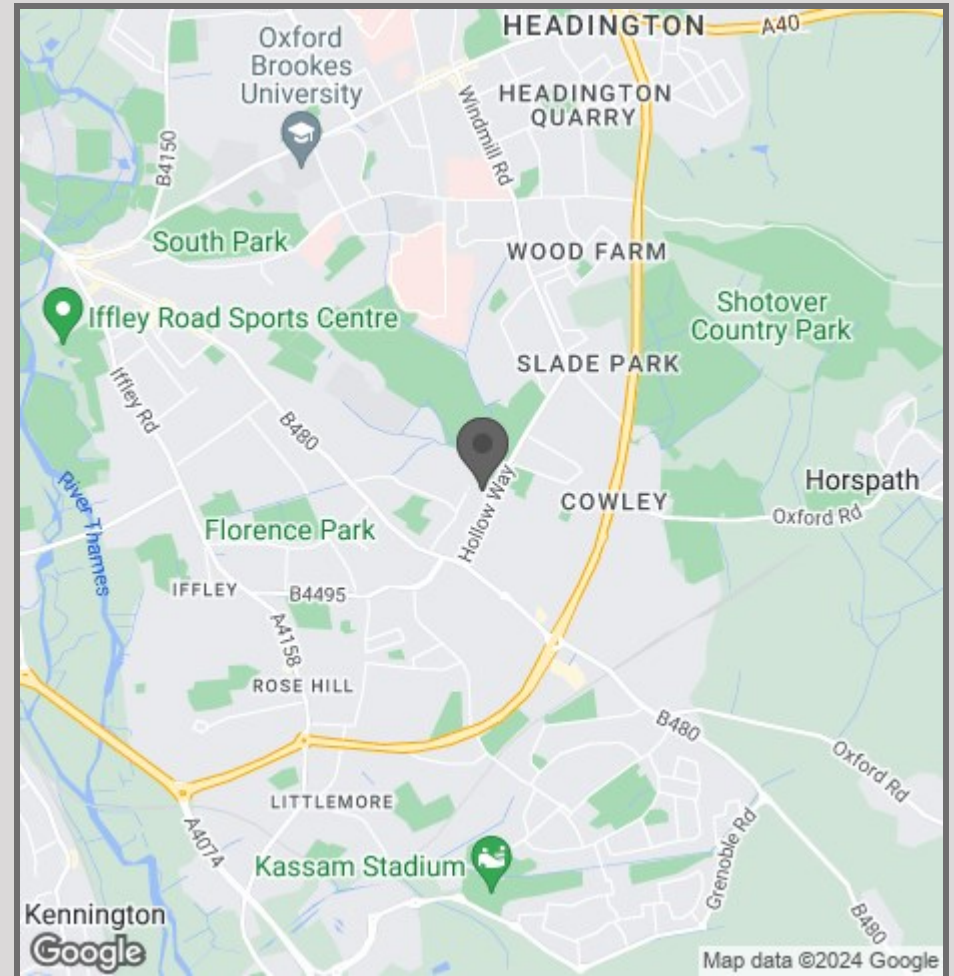 HEADINGTON
A40
Oxford
Brookes
University
Windmill Rd
HEADINGTON
QUARRY
B4150
South Park
WOOD FARM
Iffley Road Sports Centre
Shotover
Country Park
SLADE PARK
Iffley Rd
B480
River Thames
Hollow Way
COWLEY
Horspath
Oxford Rd
Florence Park
IFFLEY
B4495
A4158
ROSE HILL
B480
Oxford Rd
LITTLEMORE
A4074
Kassam Stadium
Grenoble Rd
B480
Kennington
Google
Map data ©2024 Google